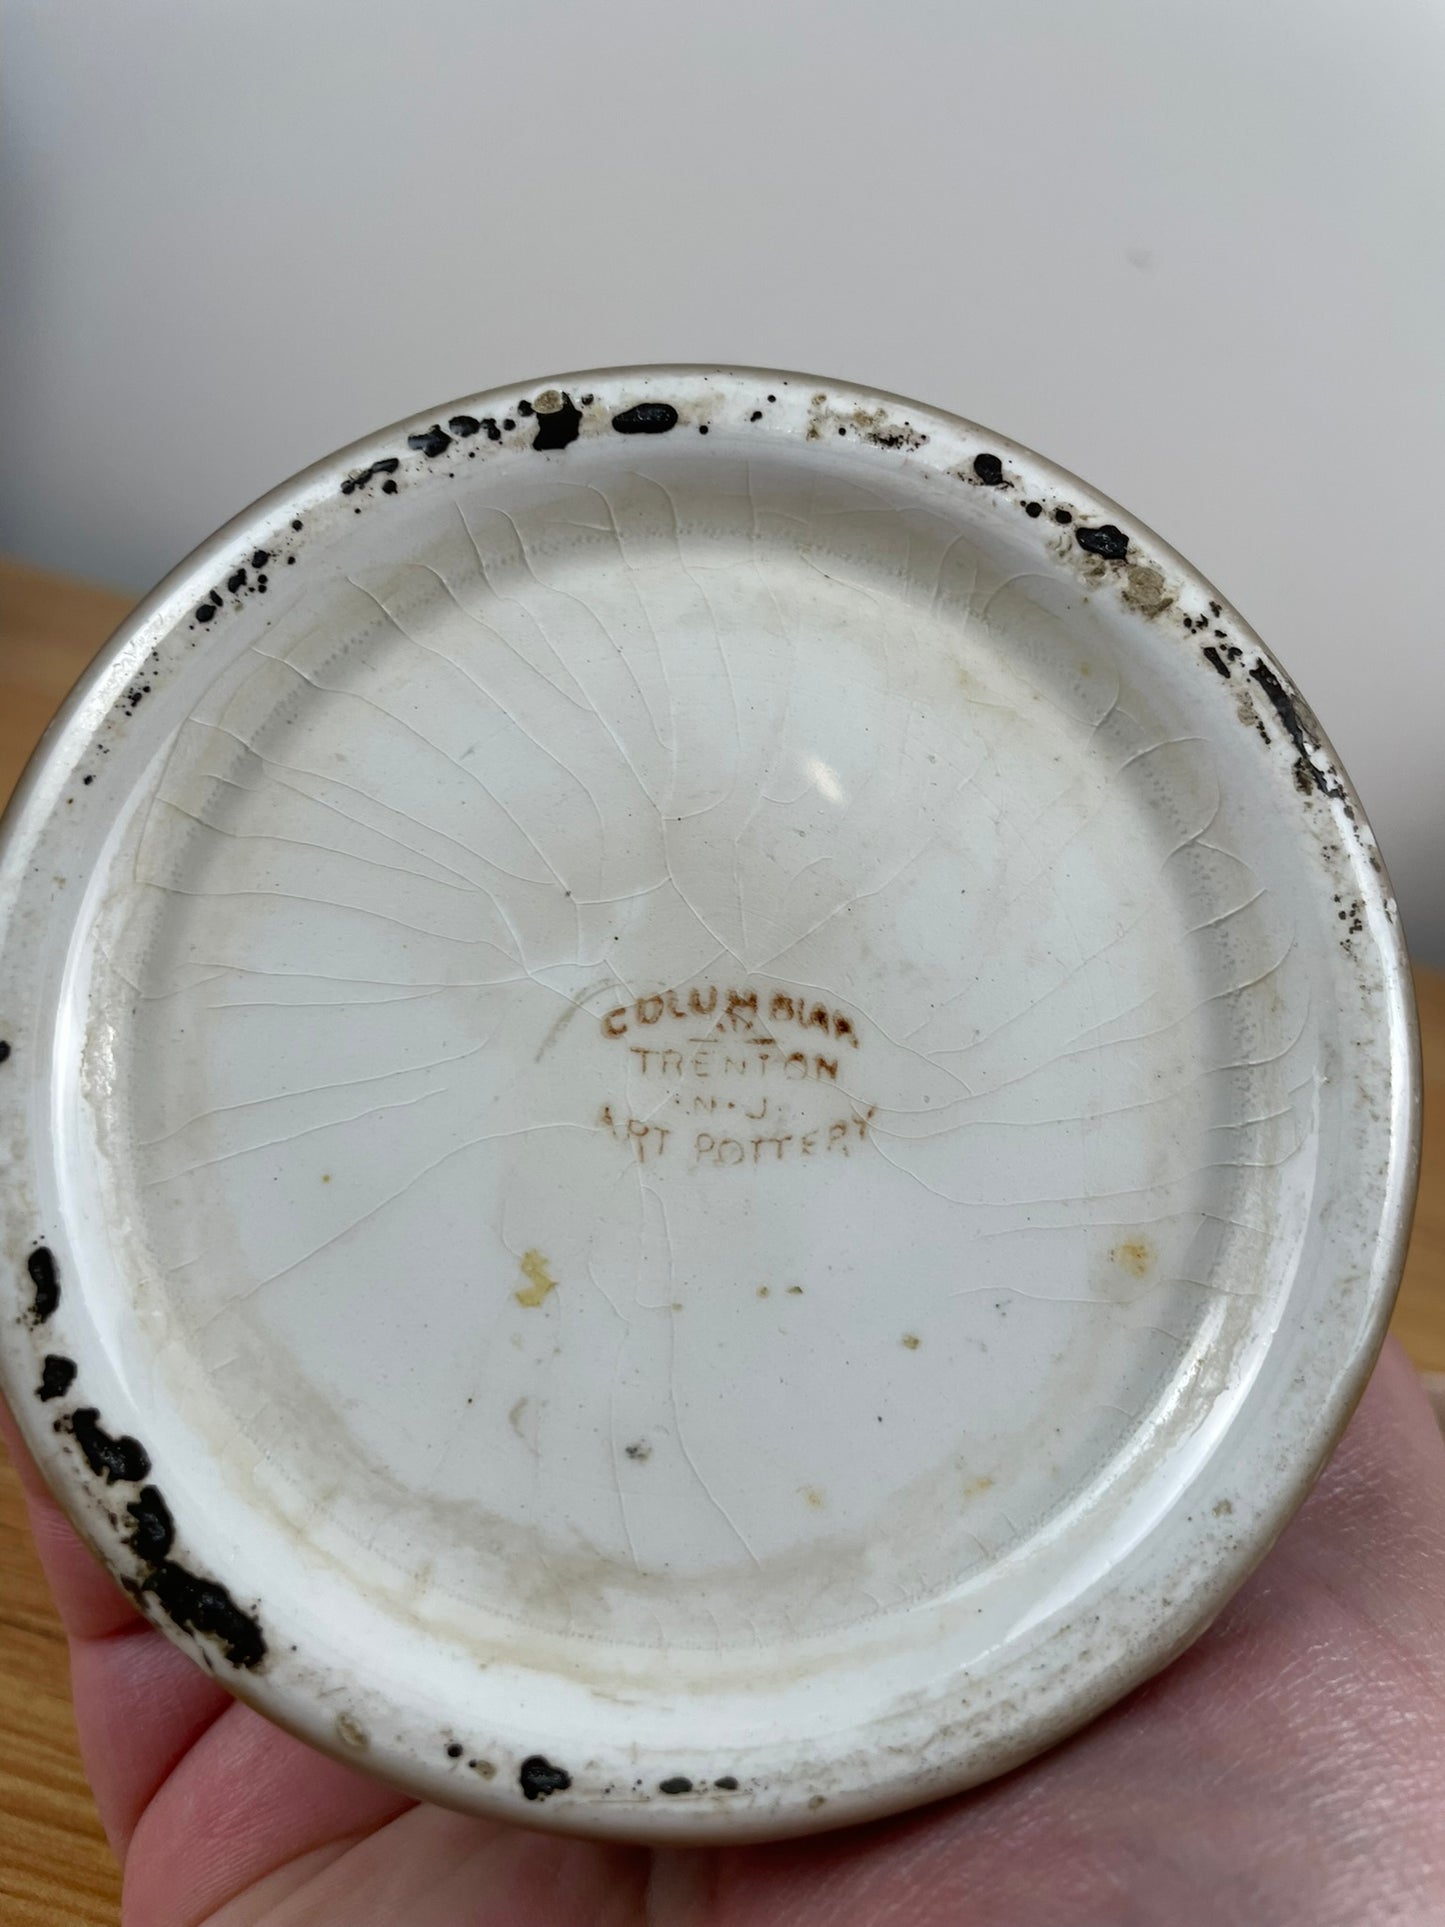 COLUMBIAN
TRENTON
N.J.
ART POTTERY